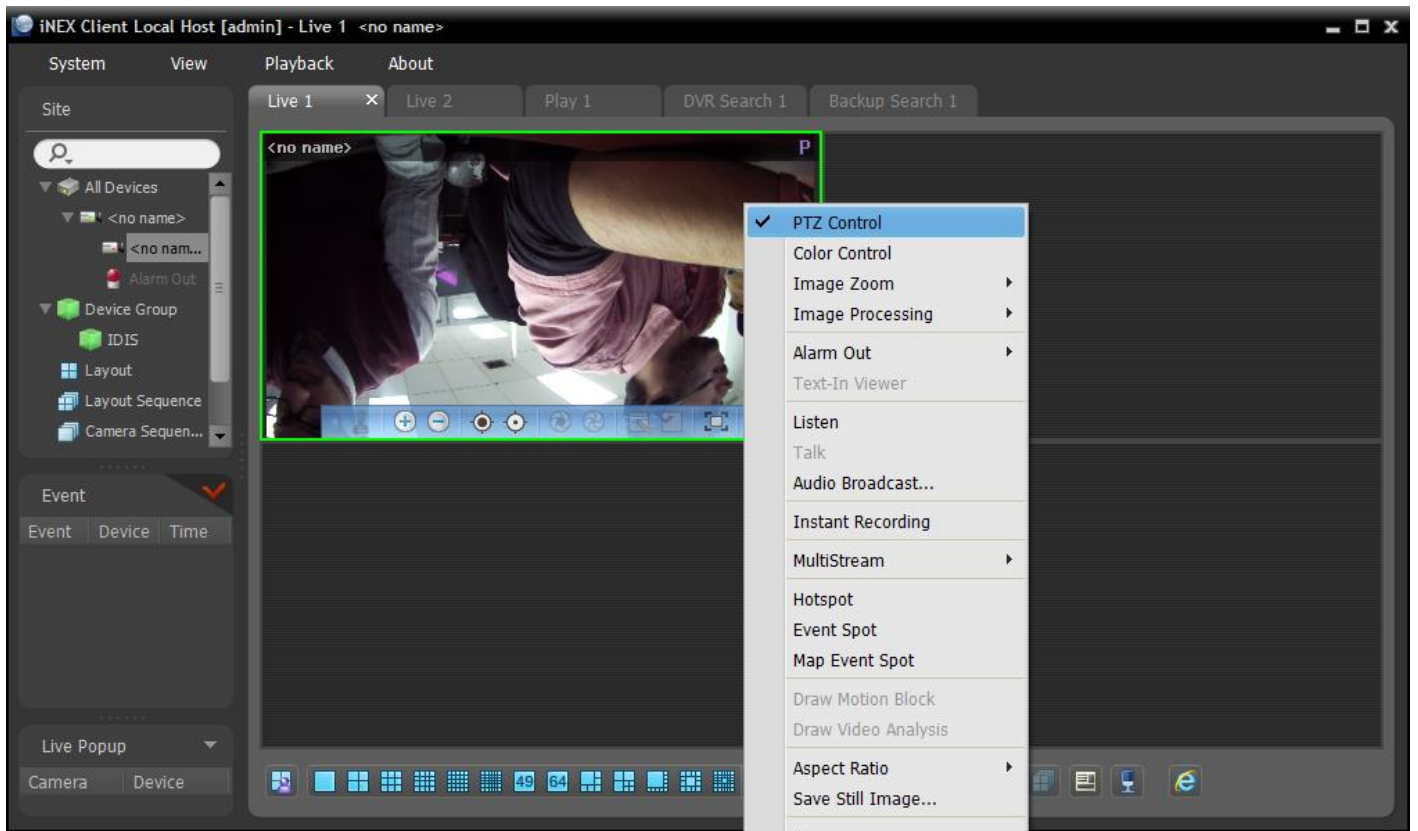 iNEX Client Local Host [admin] - Live 1 <no name>
System View Playback About
Site
All Devices
<no name>
<no nam...
Alarm Out
Device Group
IDIS
Layout
Layout Sequence
Camera Sequen...
Event
Event Device Time
Live Popup
Camera Device
Live 1 Live 2 Play 1 DVR Search 1 Backup Search 1
<no name> P
PTZ Control
Color Control
Image Zoom
Image Processing
Alarm Out
Text-In Viewer
Listen
Talk
Audio Broadcast...
Instant Recording
MultiStream
Hotspot
Event Spot
Map Event Spot
Draw Motion Block
Draw Video Analysis
Aspect Ratio
Save Still Image...
49 64